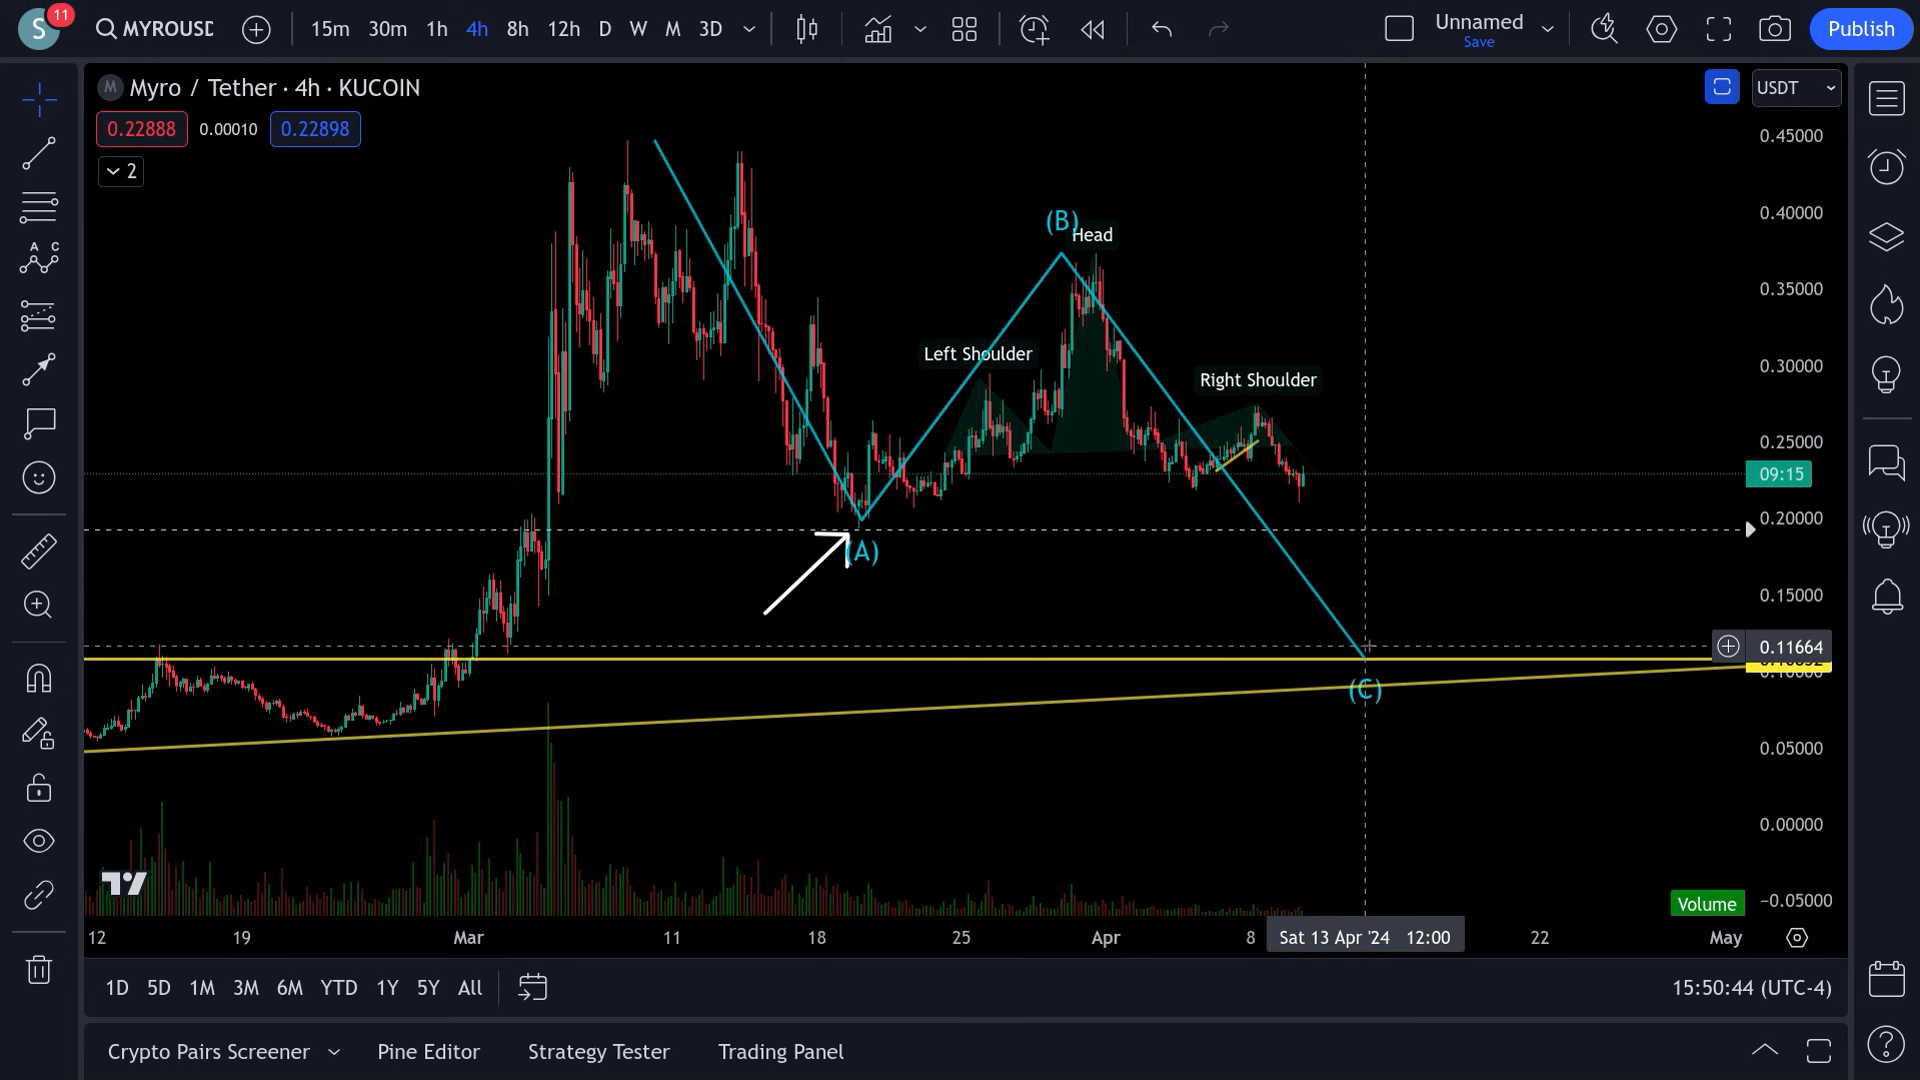 S 11 MYROUSD 15m 30m 1h 4h 8h 12h D W M 3D Unnamed Save Publish
M Myro / Tether · 4h · KUCOIN USDT
0.22888 0.00010 0.22898
2
0.45000
0.40000
0.35000
0.30000
0.25000
09:15
0.20000
0.15000
0.11664
0.10000
0.05000
0.00000
−0.05000
(B)
Head
Left Shoulder
Right Shoulder
(A)
(C)
A C
Volume
12 19 Mar 11 18 25 Apr 8 Sat 13 Apr '24 12:00 22 May
1D 5D 1M 3M 6M YTD 1Y 5Y All 15:50:44 (UTC-4)
Crypto Pairs Screener Pine Editor Strategy Tester Trading Panel